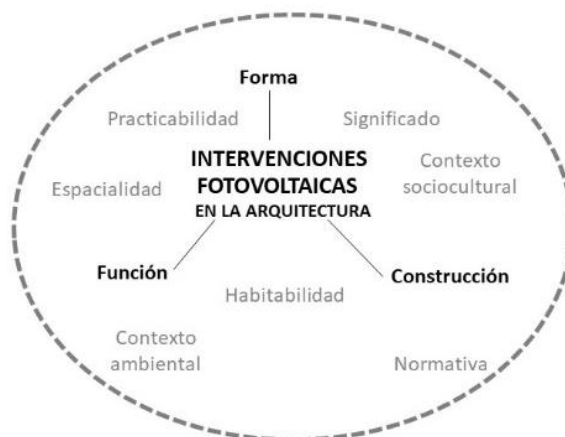 Forma
Practicabilidad
Significado
INTERVENCIONES
FOTOVOLTAICAS
EN LA ARQUITECTURA
Contexto
sociocultural
Espacialidad
Función
Construcción
Habitabilidad
Contexto
ambiental
Normativa